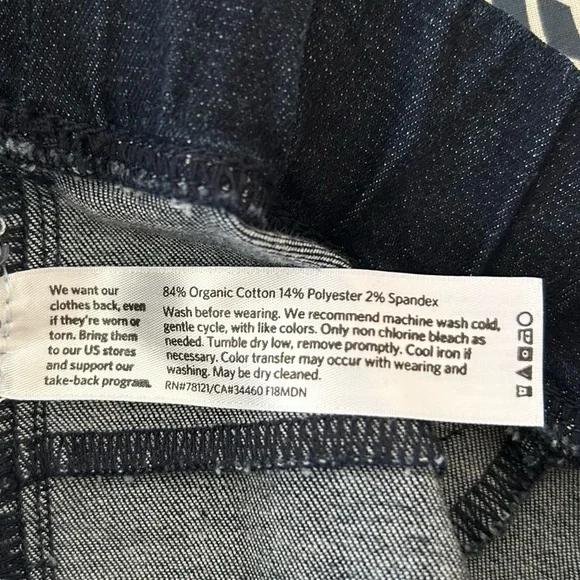 We want our
clothes back, even
if they're worn or
torn. Bring them
to our US stores
and support our
take-back program.
84% Organic Cotton 14% Polyester 2% Spandex
Wash before wearing. We recommend machine wash cold,
gentle cycle, with like colors. Only non chlorine bleach as
needed. Tumble dry low, remove promptly. Cool iron if
necessary. Color transfer may occur with wearing and
washing. May be dry cleaned.
RN#78121/CA#34460 F18MDN